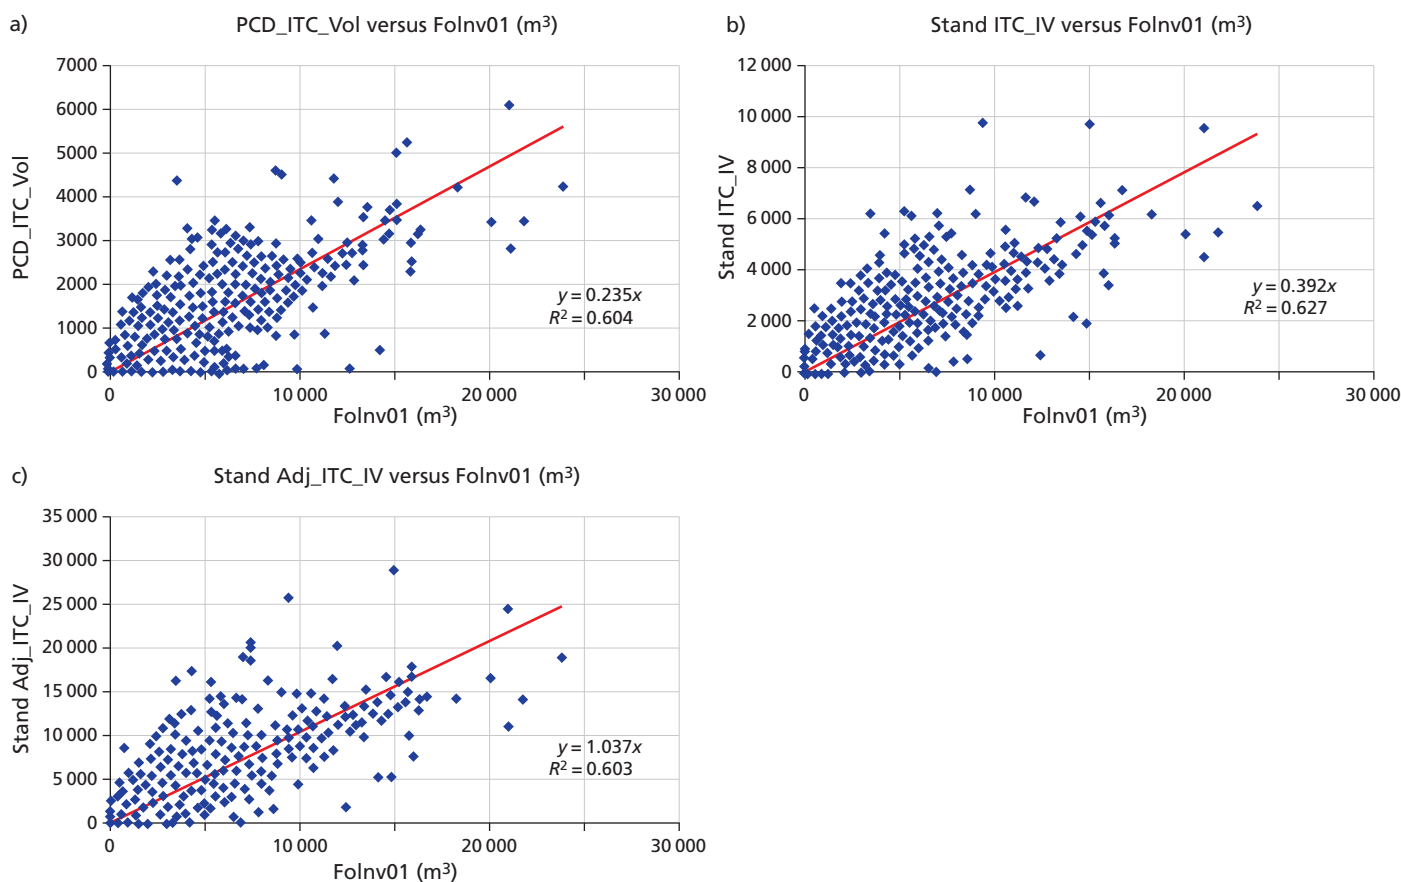 a)
PCD_ITC_Vol versus FoInv01 (m³)
7000
6000
5000
4000
3000
2000
1000
0
PCD_ITC_Vol
y = 0.235x
R² = 0.604
0 10 000 20 000 30 000
FoInv01 (m³)
b)
Stand ITC_IV versus FoInv01 (m³)
12 000
10 000
8 000
6 000
4 000
2 000
0
Stand ITC_IV
y = 0.392x
R² = 0.627
0 10 000 20 000 30 000
FoInv01 (m³)
c)
Stand Adj_ITC_IV versus FoInv01 (m³)
35 000
30 000
25 000
20 000
15 000
10 000
5 000
0
Stand Adj_ITC_IV
y = 1.037x
R² = 0.603
0 10 000 20 000 30 000
FoInv01 (m³)